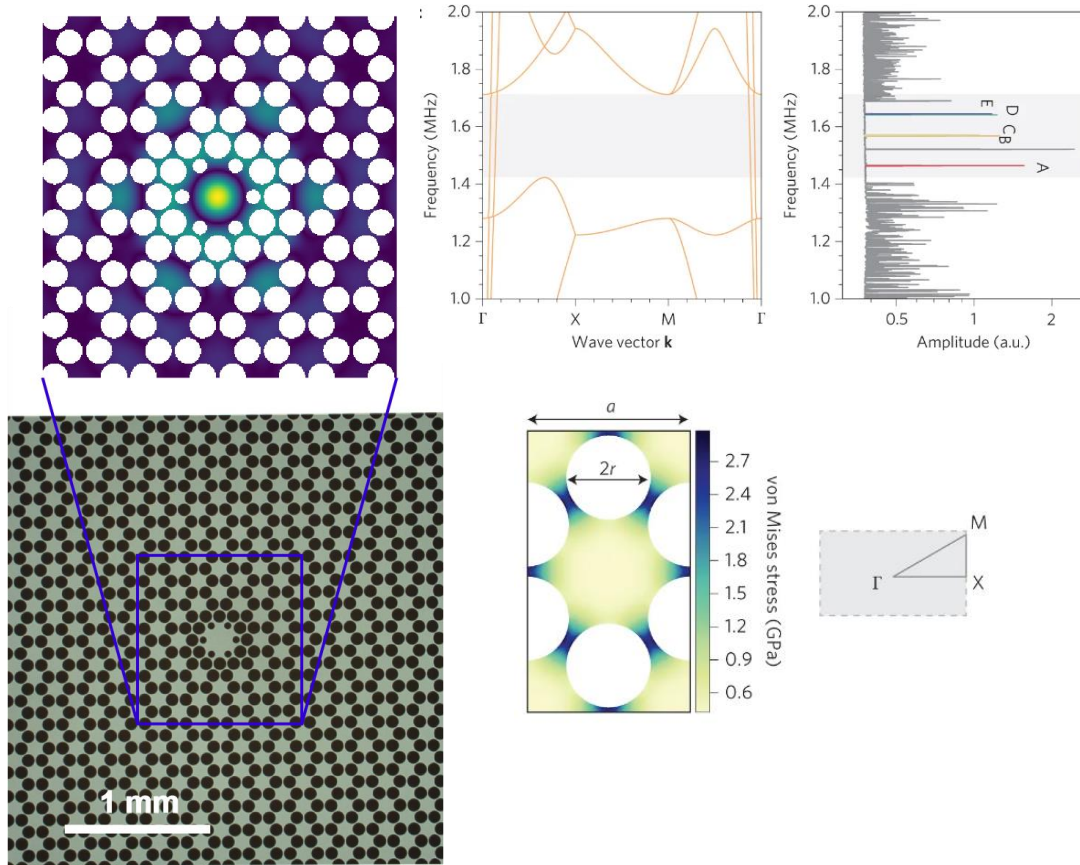 2.0
1.8
1.6
1.4
1.2
1.0
Frequency (MHz)
Γ
X
M
Γ
Wave vector k
2.0
1.8
1.6
1.4
1.2
1.0
Frequency (MHz)
E
D
C
B
A
0.5
1
2
Amplitude (a.u.)
1 mm
a
2r
2.7
2.4
2.1
1.8
1.5
1.2
0.9
0.6
von Mises stress (GPa)
M
Γ
X